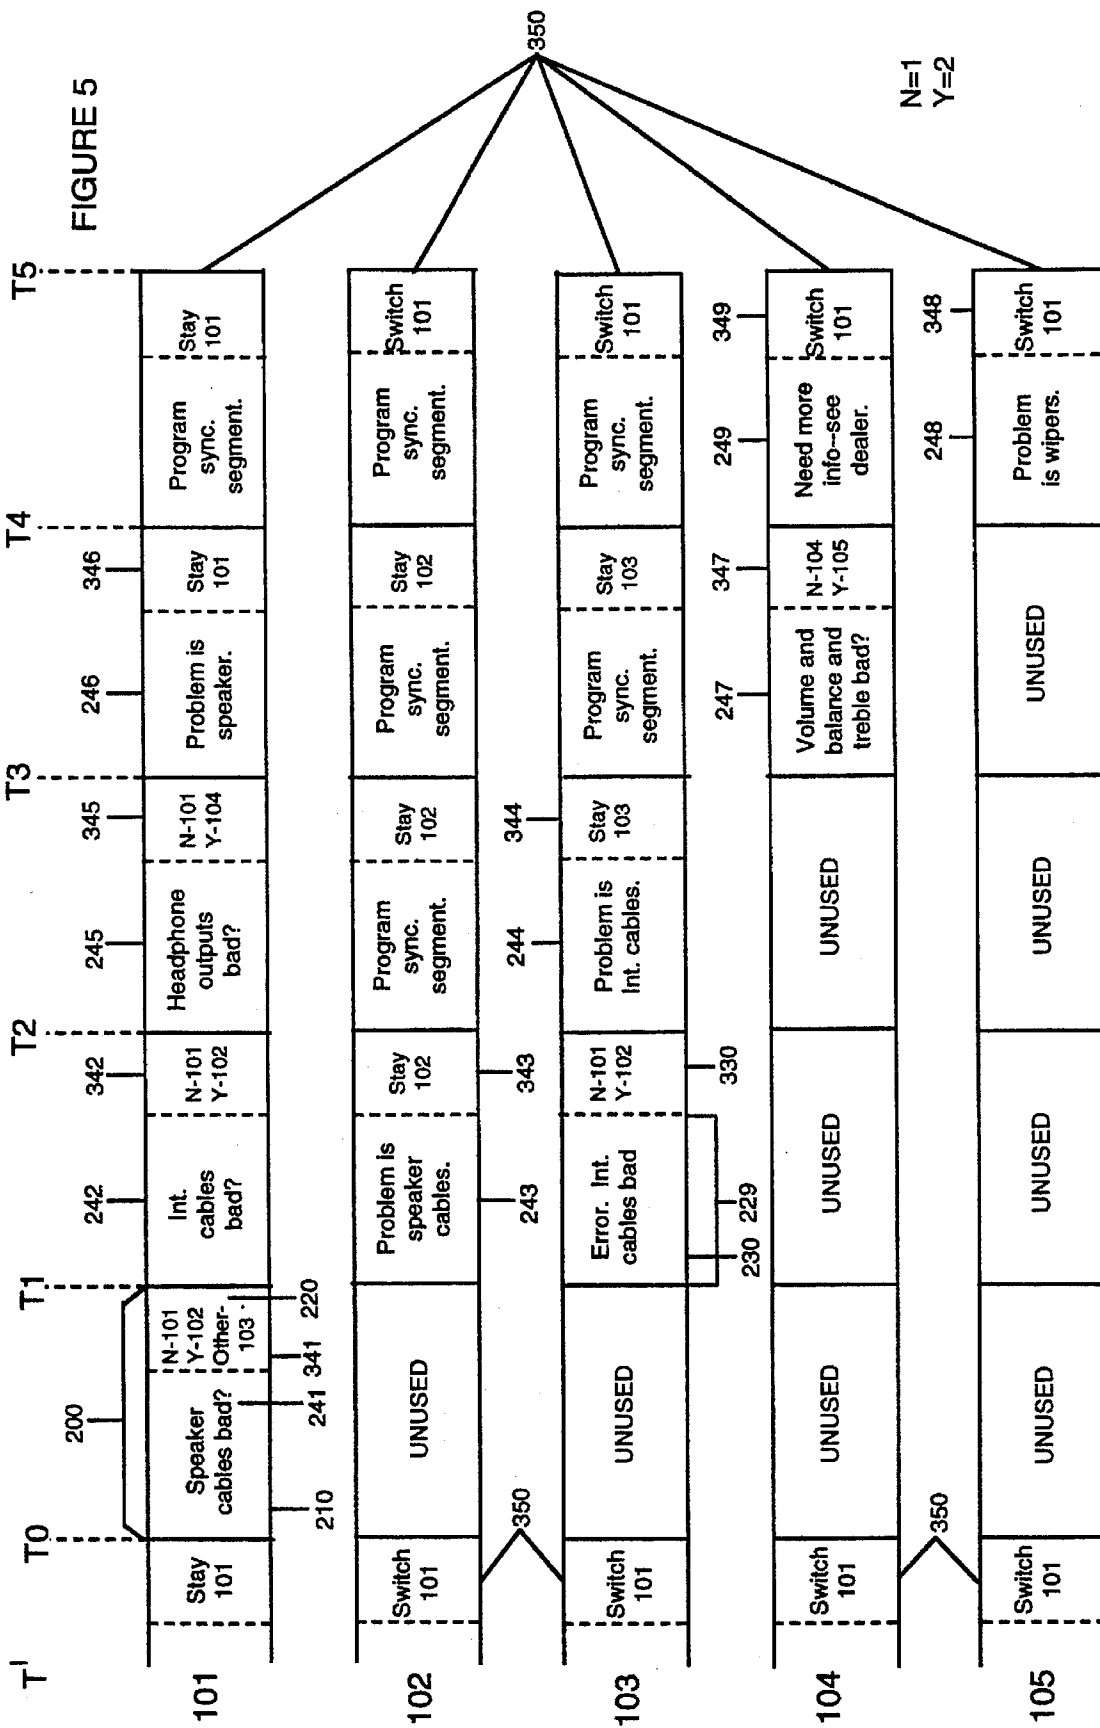 FIGURE 5
T'
T0
T1
T2
T3
T4
T5
200
242
342
245
345
246
346
101
Stay
101
Speaker
cables bad?
N-101
Y-102
Other-
103
Int.
cables
bad?
N-101
Y-102
Headphone
outputs
bad?
N-101
Y-104
Problem is
speaker.
Stay
101
Program
sync.
segment.
Stay
101
210
241
341
220
350
102
Switch
101
UNUSED
Problem is
speaker
cables.
Stay
102
Program
sync.
segment.
Stay
102
Program
sync.
segment.
Stay
102
Program
sync.
segment.
Switch
101
350
243
343
244
344
103
Switch
101
UNUSED
Error. Int.
cables bad
N-101
Y-102
Problem is
Int. cables.
Stay
103
Program
sync.
segment.
Stay
103
Program
sync.
segment.
Switch
101
230
229
330
247
347
249
349
104
Switch
101
UNUSED
UNUSED
UNUSED
Volume and
balance and
treble bad?
N-104
Y-105
Need more
info--see
dealer.
Switch
101
350
248
348
105
Switch
101
UNUSED
UNUSED
UNUSED
UNUSED
Problem
is wipers.
Switch
101
N=1
Y=2